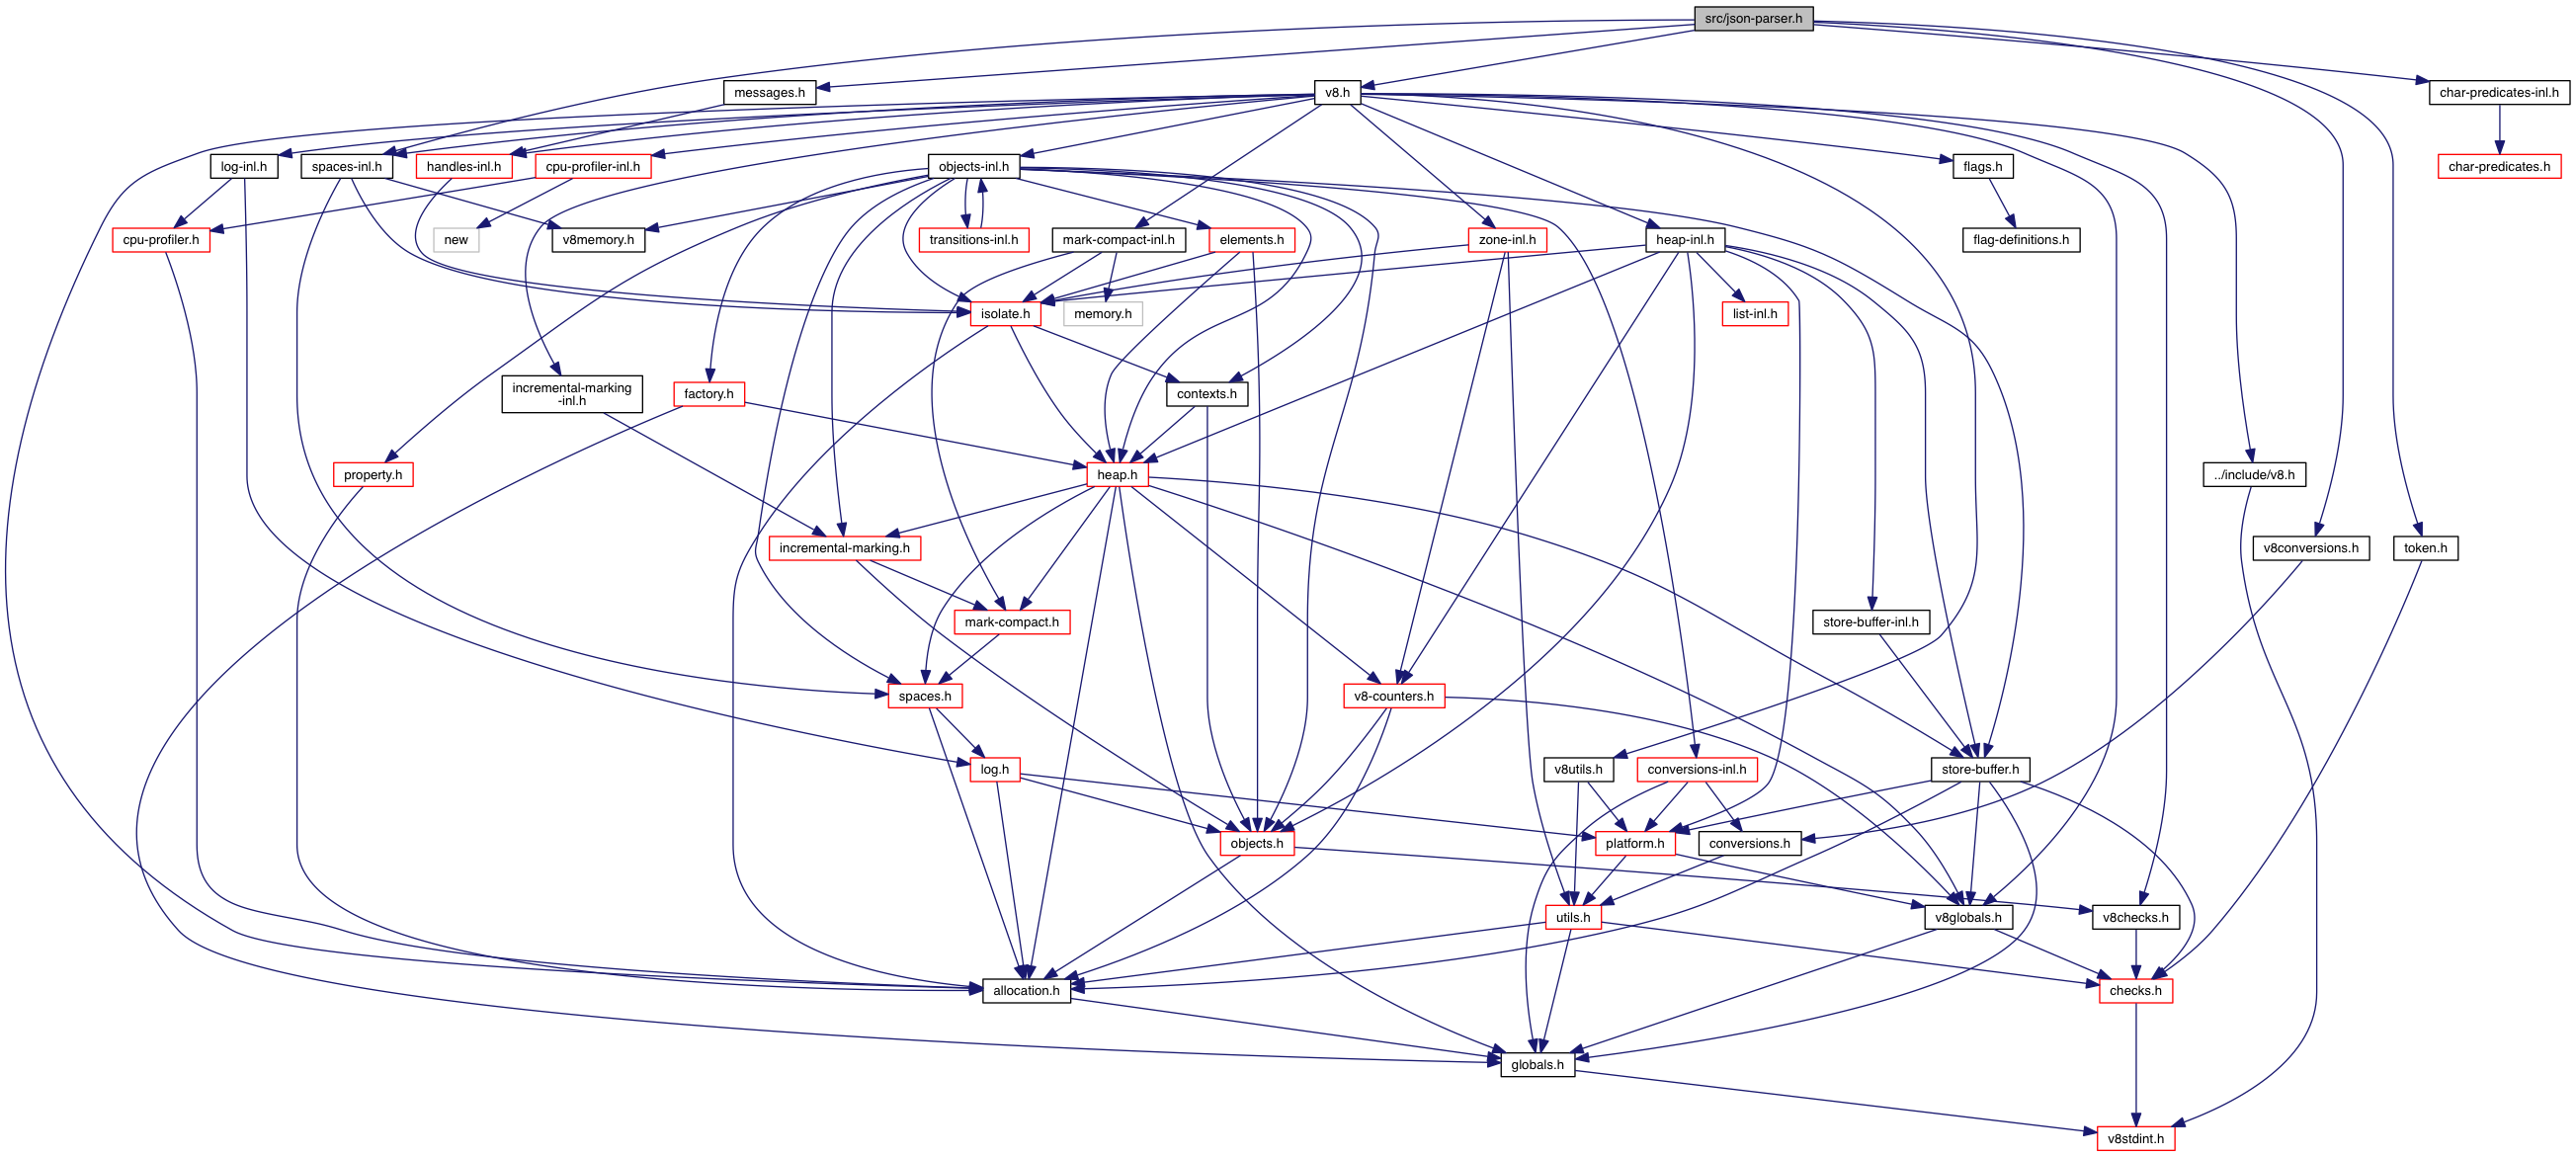 src/json-parser.h
messages.h
v8.h
char-predicates-inl.h
log-inl.h
spaces-inl.h
handles-inl.h
cpu-profiler-inl.h
objects-inl.h
flags.h
char-predicates.h
cpu-profiler.h
new
v8memory.h
transitions-inl.h
mark-compact-inl.h
elements.h
zone-inl.h
heap-inl.h
flag-definitions.h
isolate.h
memory.h
list-inl.h
incremental-marking
-inl.h
factory.h
contexts.h
property.h
heap.h
../include/v8.h
incremental-marking.h
v8conversions.h
token.h
mark-compact.h
store-buffer-inl.h
spaces.h
v8-counters.h
log.h
v8utils.h
conversions-inl.h
store-buffer.h
objects.h
platform.h
conversions.h
utils.h
v8globals.h
v8checks.h
allocation.h
checks.h
globals.h
v8stdint.h